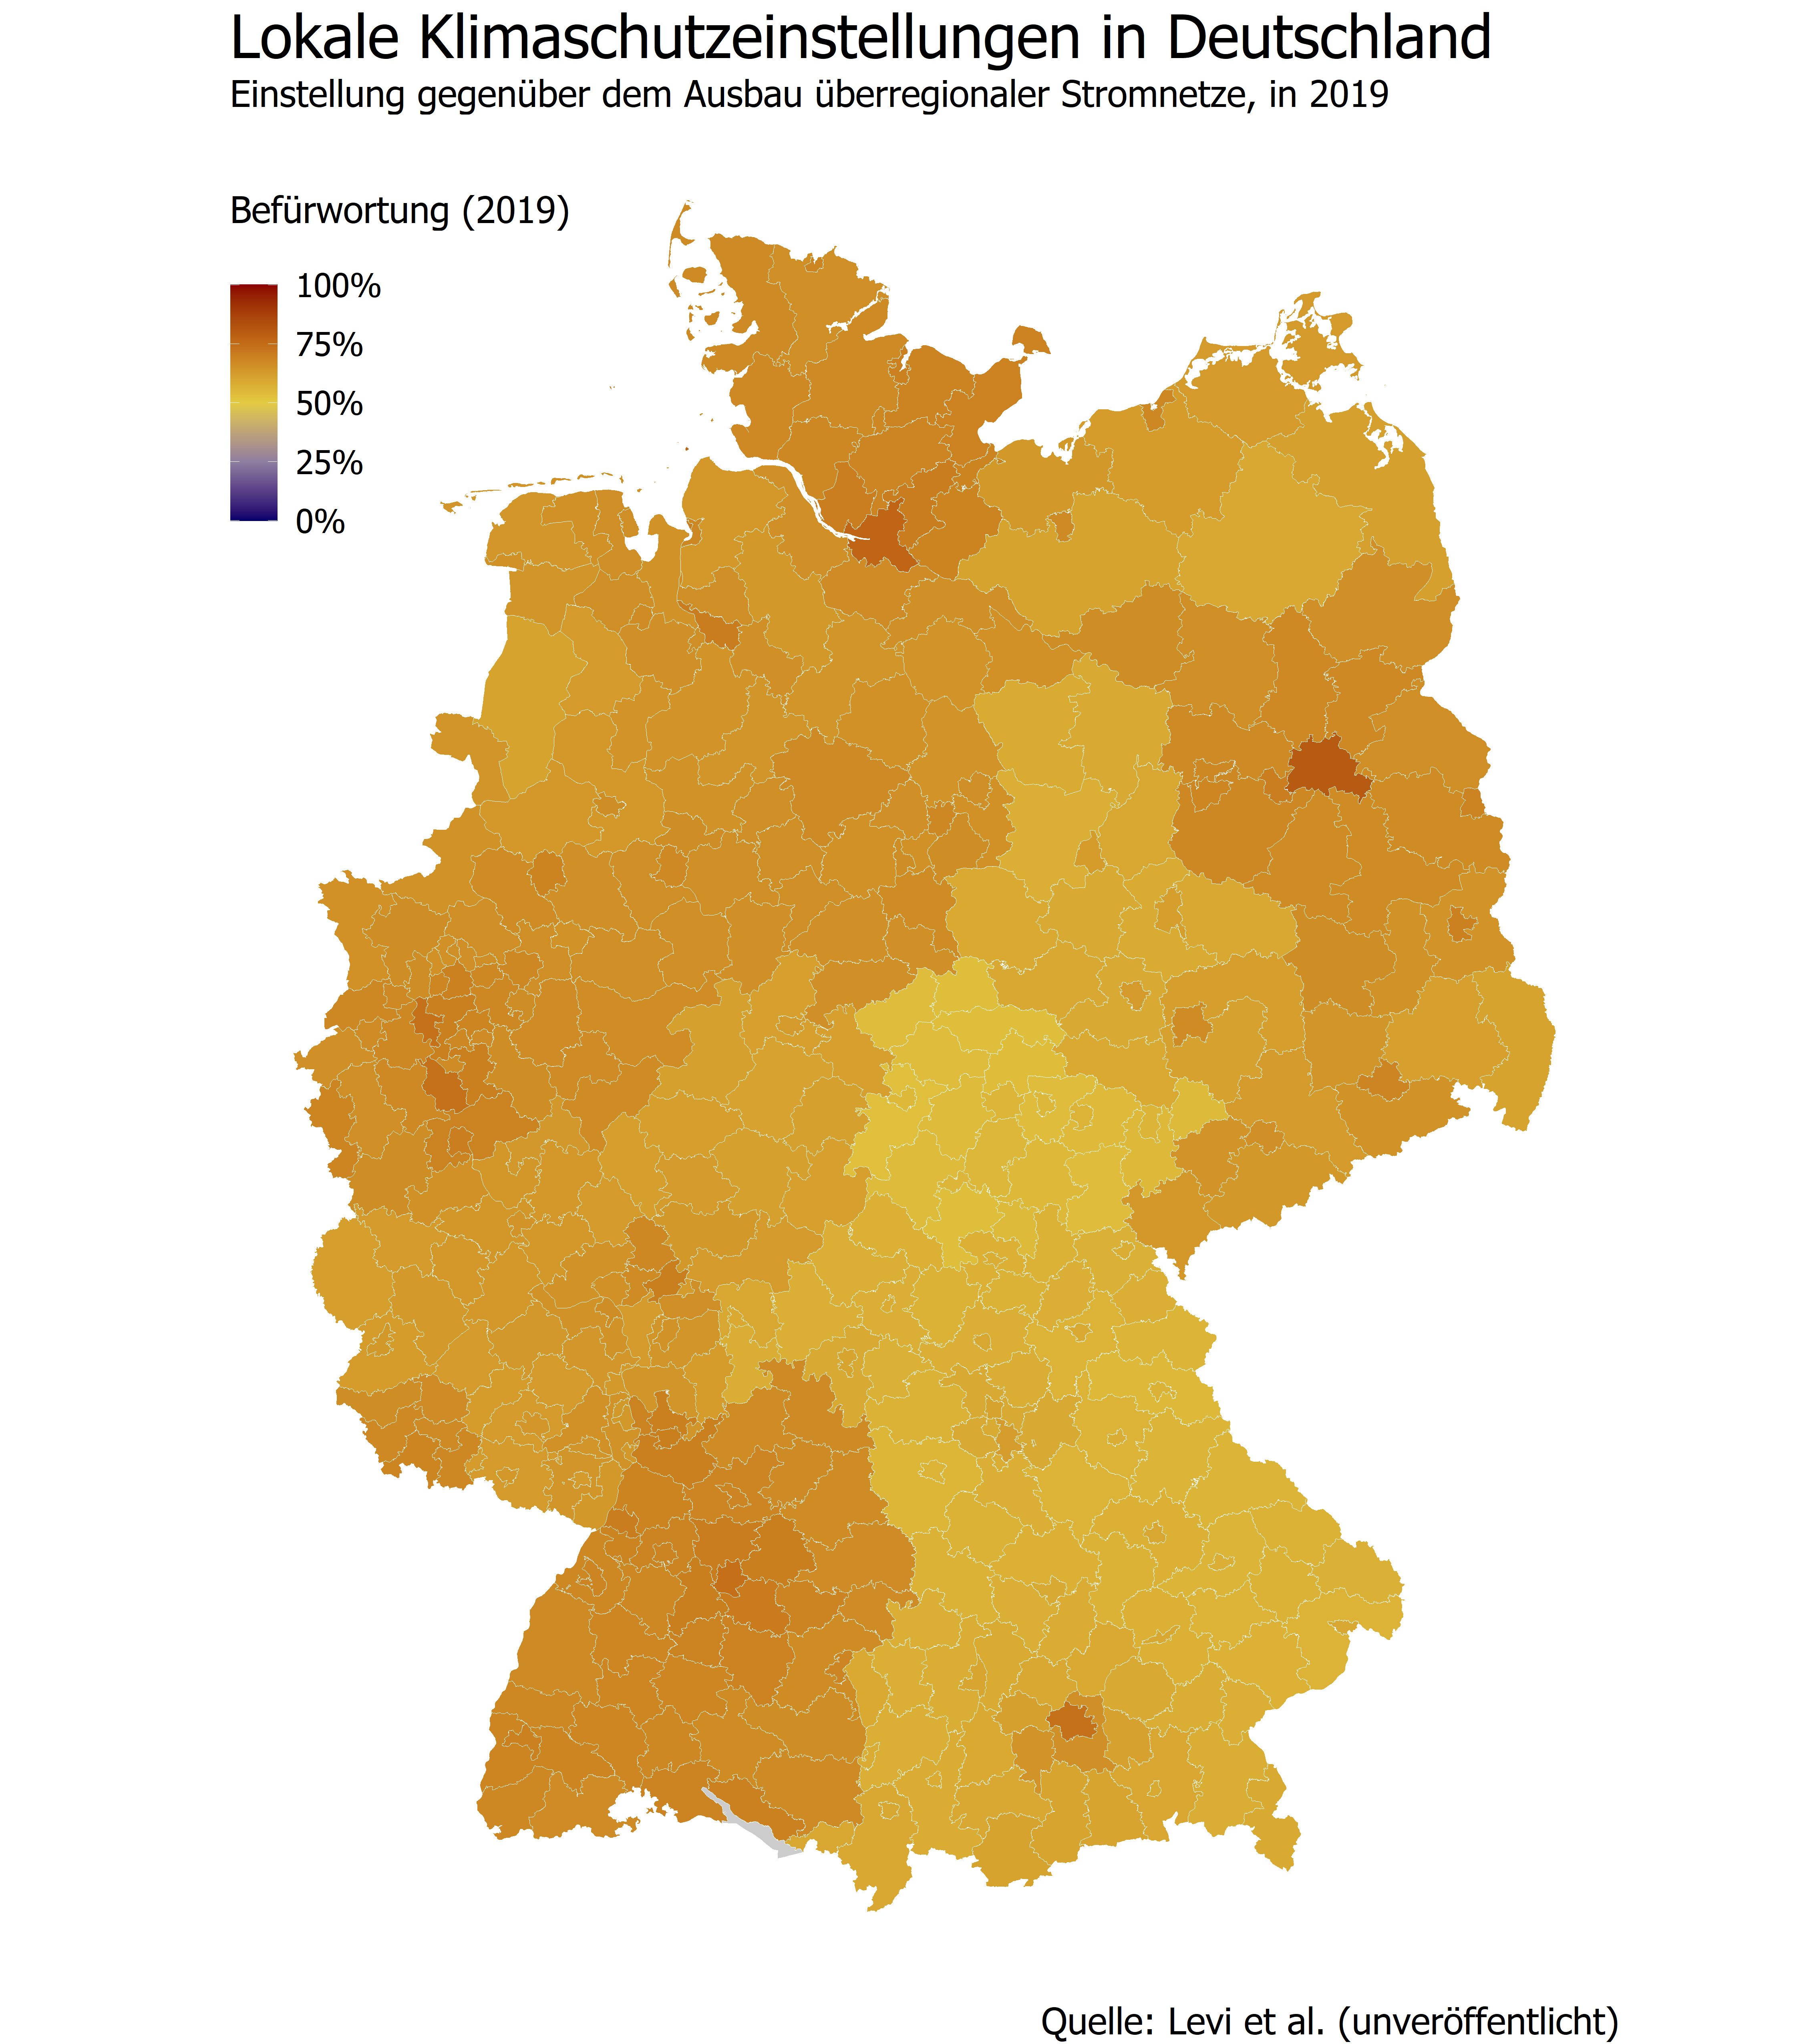 Lokale Klimaschutzeinstellungen in Deutschland
Einstellung gegenüber dem Ausbau überregionaler Stromnetze, in 2019
Befürwortung (2019)
100%
75%
50%
25%
0%
Quelle: Levi et al. (unveröffentlicht)